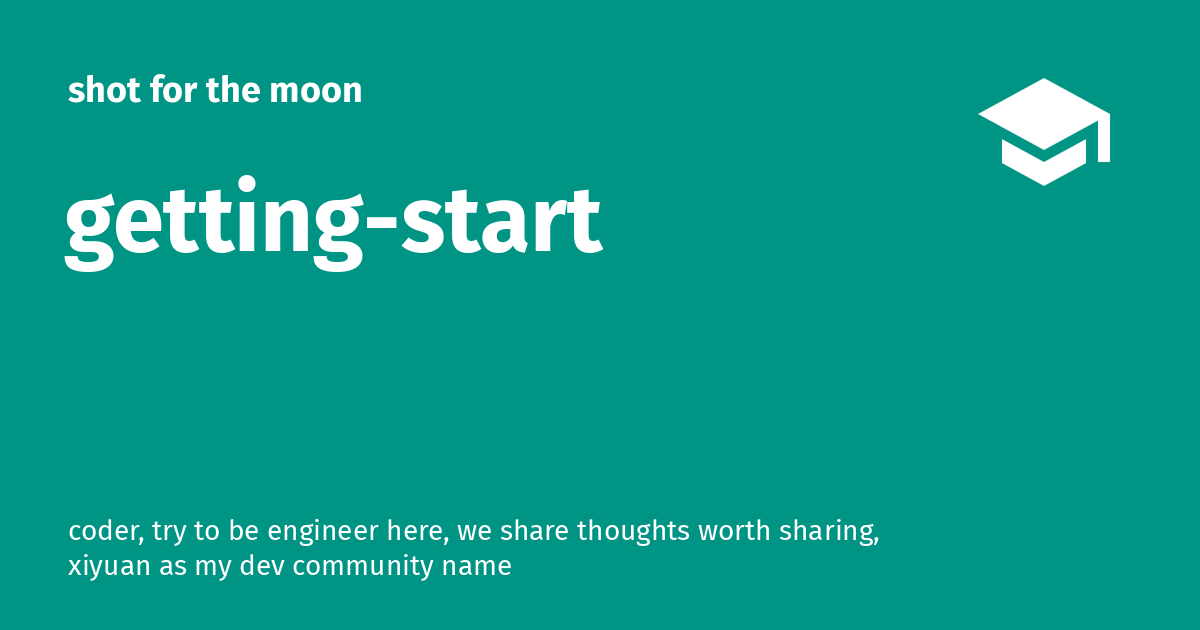 shot for the moon
getting-start
coder, try to be engineer here, we share thoughts worth sharing,
xiyuan as my dev community name